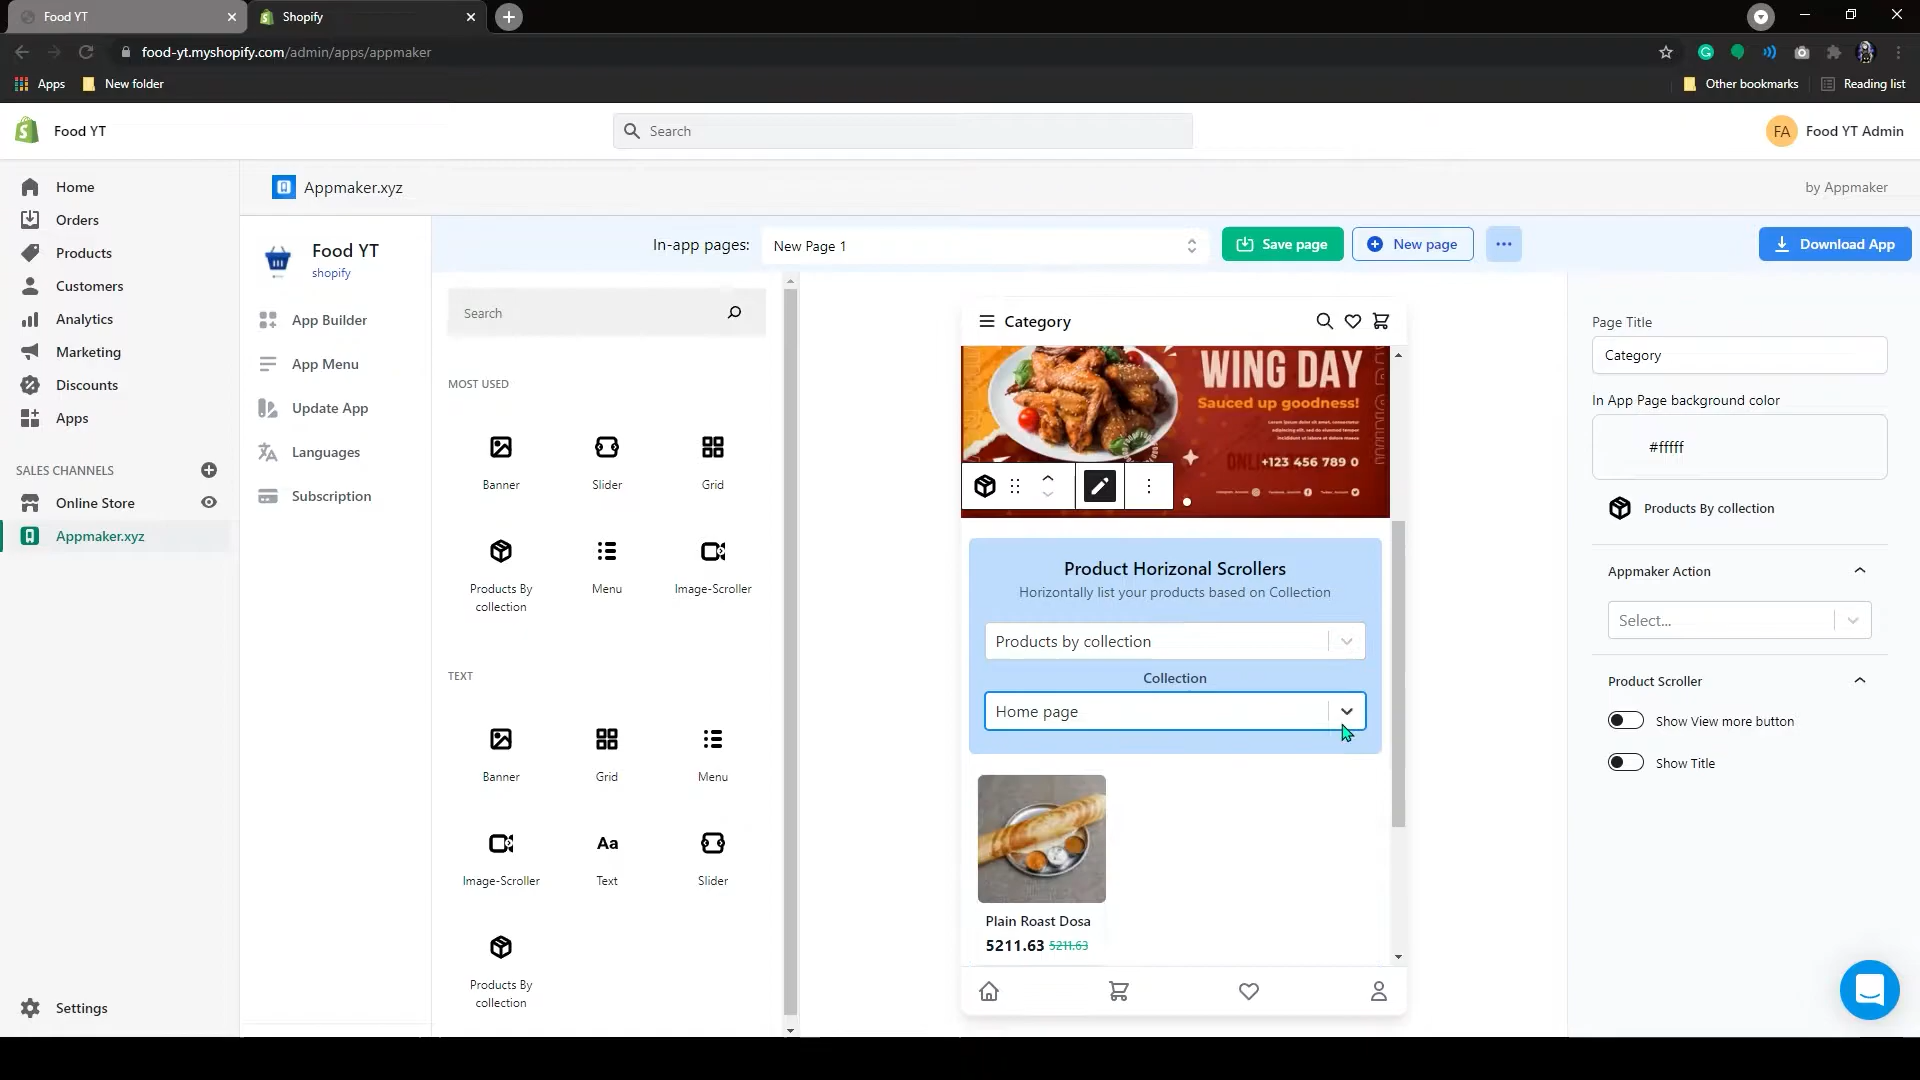 Food YT
Shopify
food-yt.myshopify.com/admin/apps/appmaker
Apps
New folder
Other bookmarks
Reading list
Food YT
Search
FA
Food YT Admin
Home
Orders
Products
Customers
Analytics
Marketing
Discounts
Apps
SALES CHANNELS
Online Store
Appmaker.xyz
Settings
Appmaker.xyz
by Appmaker
Food YT
shopify
App Builder
App Menu
Update App
Languages
Subscription
In-app pages:
New Page 1
Save page
New page
Download App
Search
MOST USED
Banner
Slider
Grid
Products By
collection
Menu
Image-Scroller
TEXT
Banner
Grid
Menu
Image-Scroller
Aa
Text
Slider
Products By
collection
Category
WING DAY
Sauced up goodness!
+123 456 789 0
Product Horizonal Scrollers
Horizontally list your products based on Collection
Products by collection
Collection
Home page
Plain Roast Dosa
5211.63 5211.63
Page Title
Category
In App Page background color
#fffff
Products By collection
Appmaker Action
Select...
Product Scroller
Show View more button
Show Title